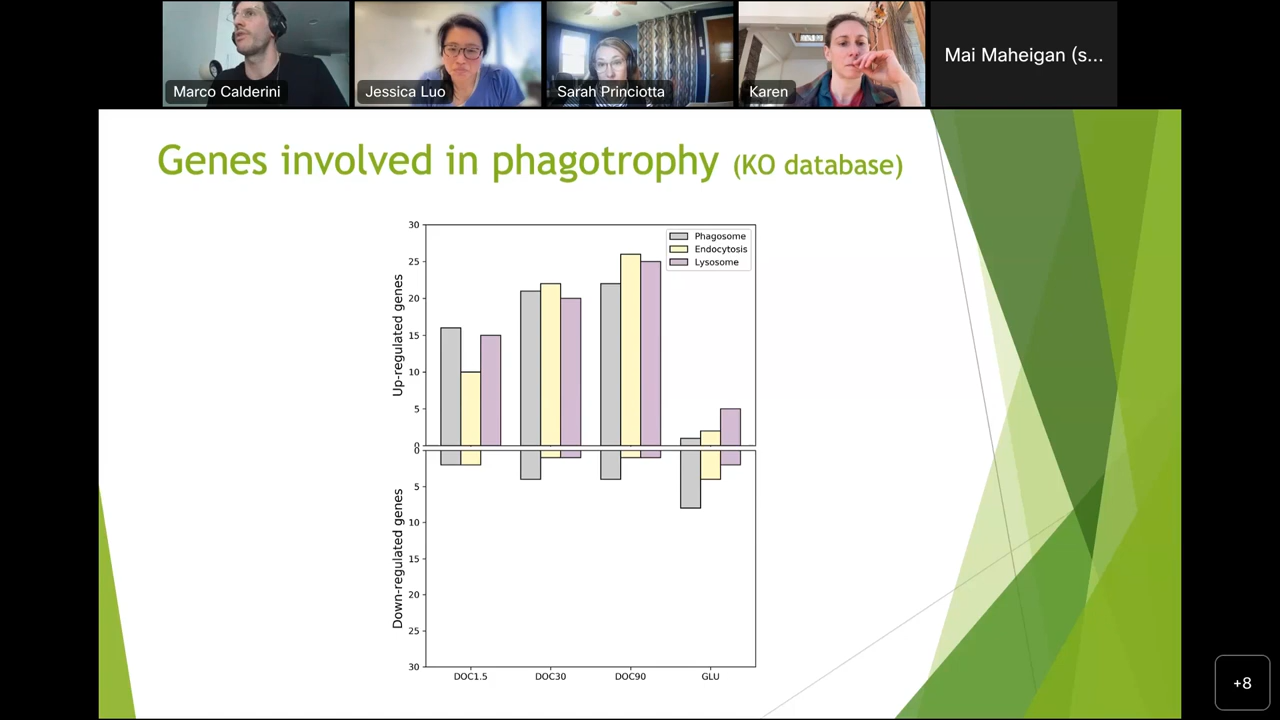 Marco Calderini
Jessica Luo
Sarah Princiotta
Karen
Mai Maheigan (s...
Genes involved in phagotrophy (KO database)
30
25
20
15
10
5
0
Up-regulated genes
Phagosome
Endocytosis
Lysosome
0
5
10
15
20
25
30
Down-regulated genes
DOC1.5 DOC30 DOC90 GLU
+8